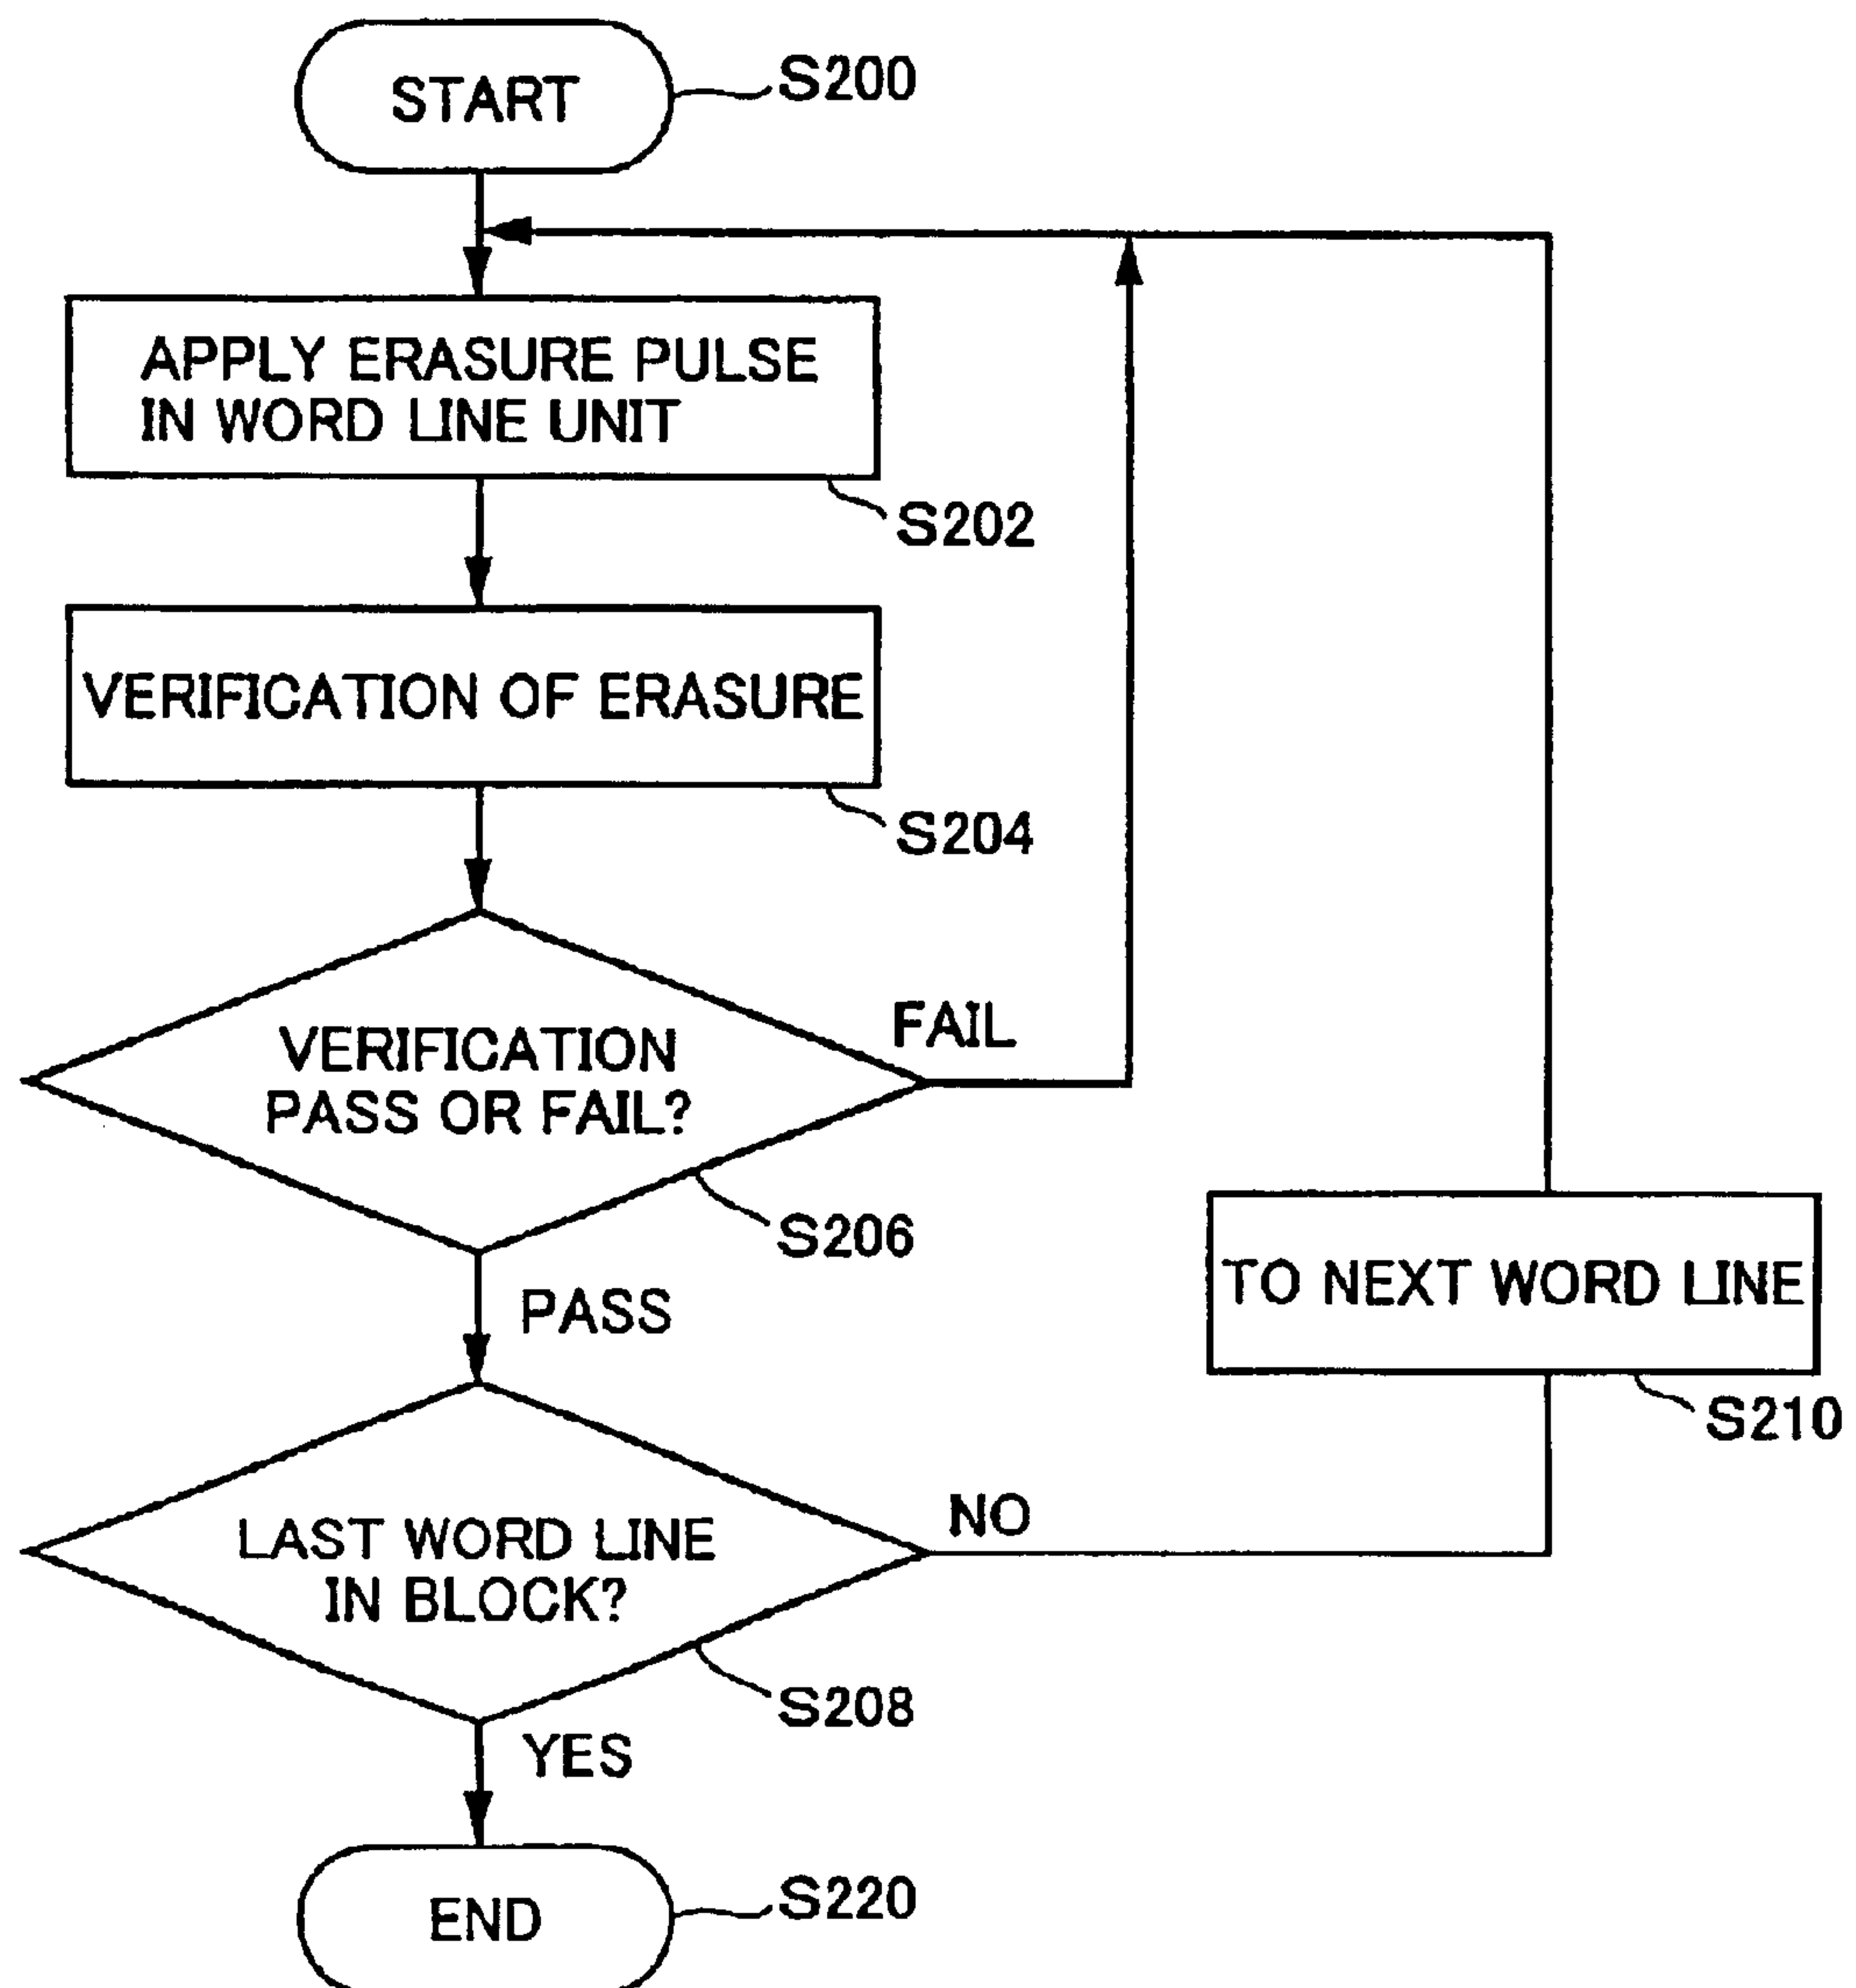 START
S200
APPLY ERASURE PULSE
IN WORD LINE UNIT
S202
VERIFICATION OF ERASURE
S204
VERIFICATION
PASS OR FAIL?
FAIL
S206
PASS
TO NEXT WORD LINE
S210
LAST WORD LINE
IN BLOCK?
NO
S208
YES
END
S220